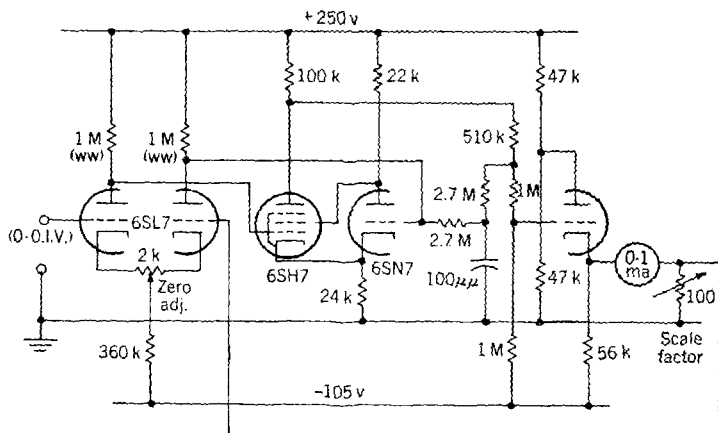 +250 v
100 k
22 k
47 k
1 M
(ww)
1 M
(ww)
510 k
2.7 M
1 M
(0-0.1.V.)
6SL7
2.7 M
2 k
6SH7
6SN7
0-1
ma
Zero
adj.
24 k
100μμ
47 k
100
Scale
factor
360 k
1 M
56 k
-105 v